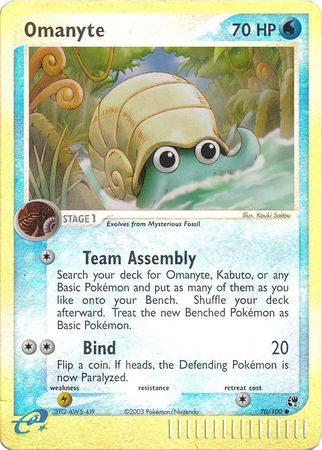 Omanyte 70 HP
Illus. Kouki Saitou
STAGE 1
Evolves from Mysterious Fossil
Team Assembly
Search your deck for Omanyte, Kabuto, or any
Basic Pokémon and put as many of them as you
like onto your Bench. Shuffle your deck
afterward. Treat the new Benched Pokémon as
Basic Pokémon.
Bind 20
Flip a coin. If heads, the Defending Pokémon is
now Paralyzed.
weakness resistance retreat cost
e STQ AW5 4J9 ©2003 Pokémon/Nintendo 70/100